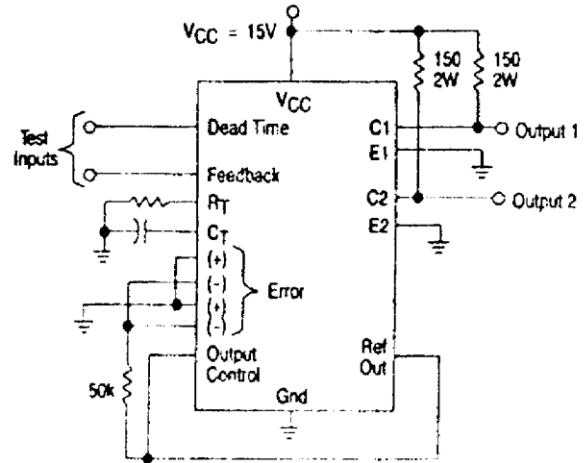 VCC = 15V
150
2W
150
2W
VCC
Test
Inputs
Dead Time
Feedback
RT
CT
(+)
(-)
(+)
(-)
Error
Output
Control
Gnd
C1
E1
C2
E2
Ref
Out
Output 1
Output 2
50k